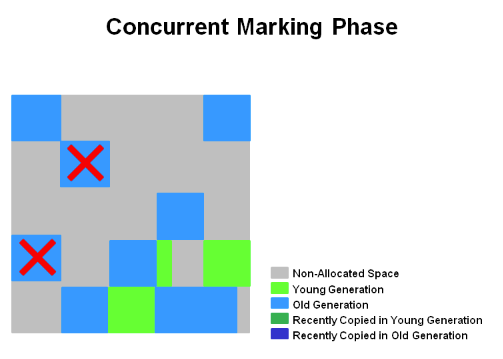 Concurrent Marking Phase
Non-Allocated Space
Young Generation
Old Generation
Recently Copied in Young Generation
Recently Copied in Old Generation